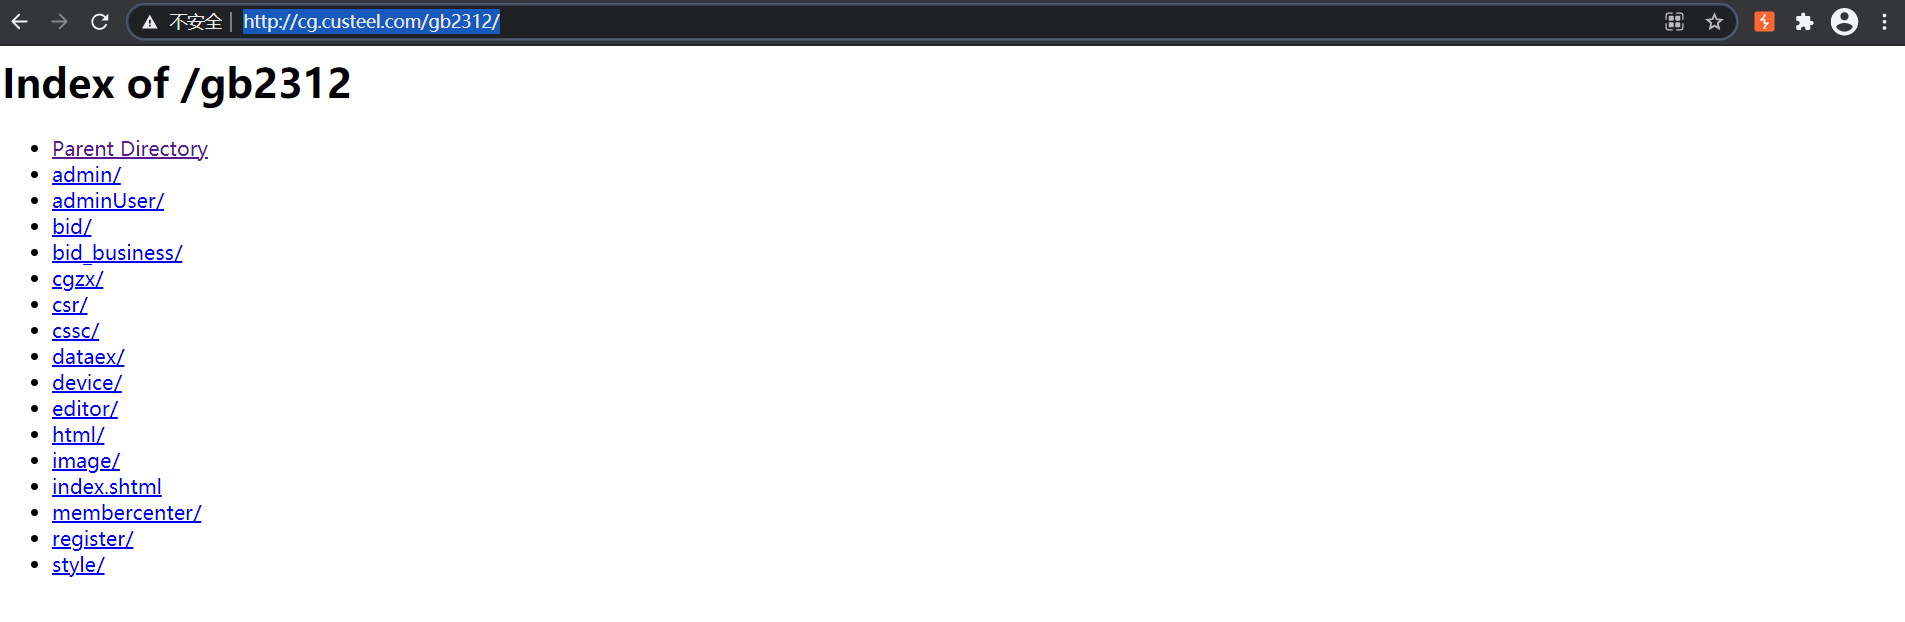 不安全 http://cg.custeel.com/gb2312/
Index of /gb2312
Parent Directory
admin/
adminUser/
bid/
bid_business/
cgzx/
csr/
cssc/
dataex/
device/
editor/
html/
image/
index.shtml
membercenter/
register/
style/